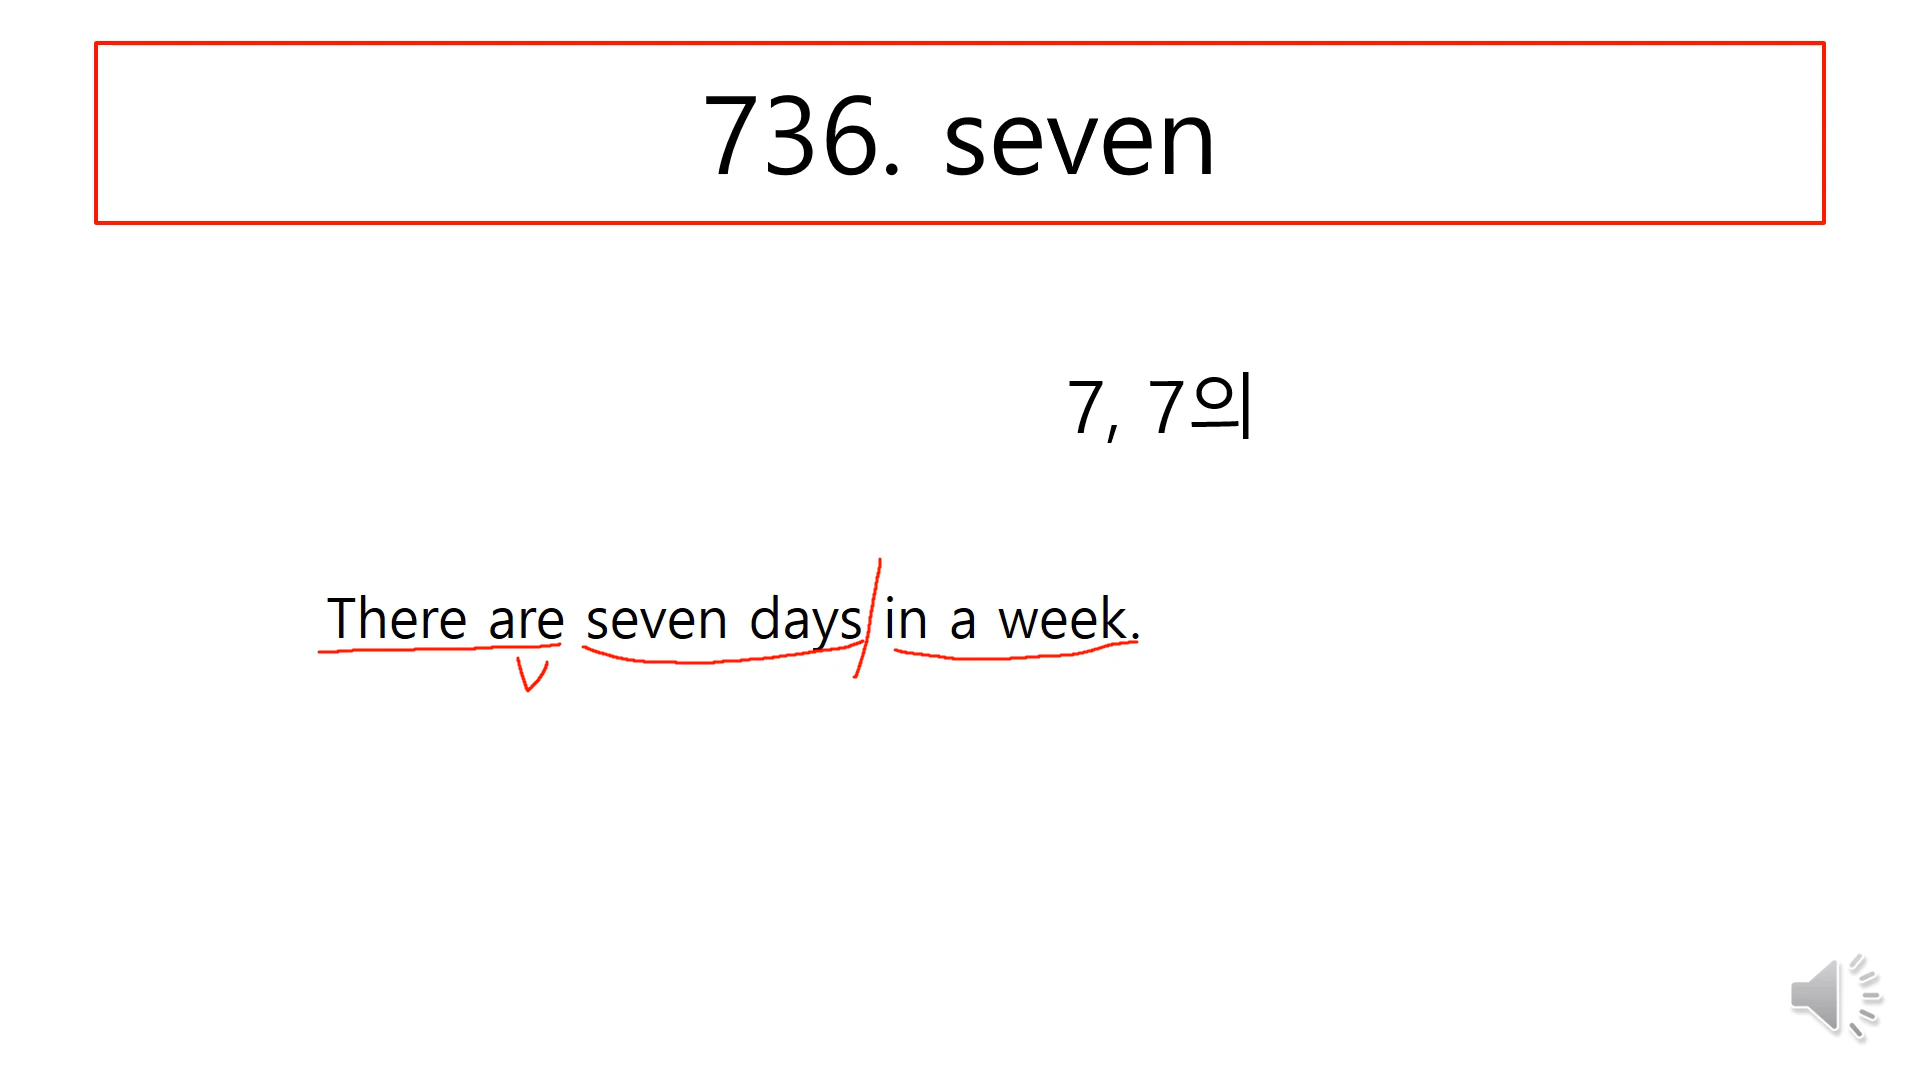 736. seven
7, 7의
There are seven days in a week.